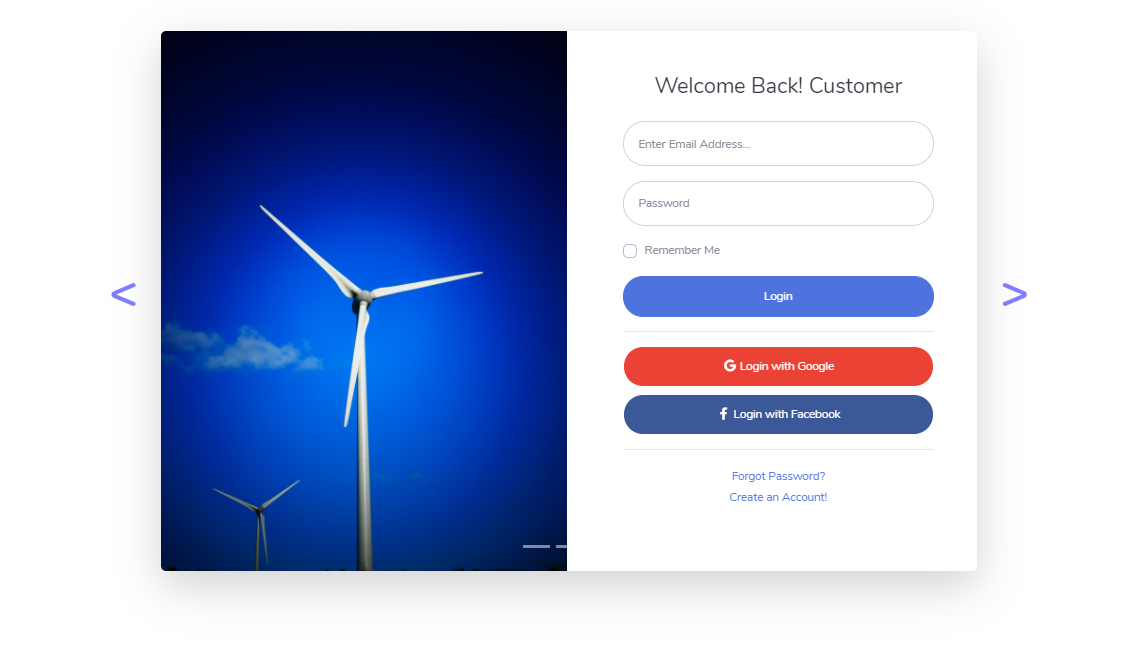 Welcome Back! Customer
Enter Email Address...
Password
Remember Me
<
>
Login
Login with Google
Login with Facebook
Forgot Password?
Create an Account!